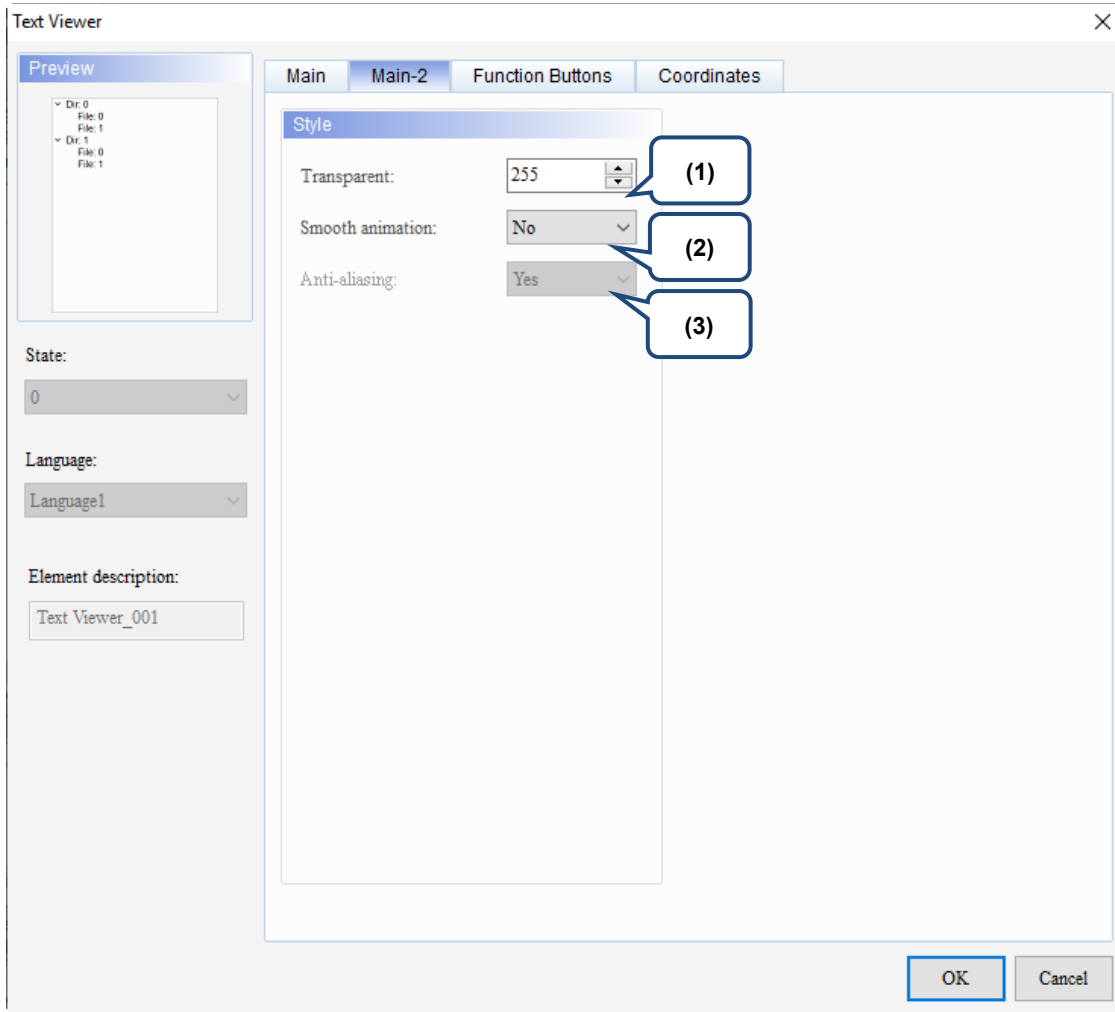 Text Viewer
Preview
Dir: 0
File: 0
File: 1
Dir: 1
File: 0
File: 1
State:
0
Language:
Language1
Element description:
Text Viewer_001
Main Main-2 Function Buttons Coordinates
Style
Transparent: 255 (1)
Smooth animation: No (2)
Anti-aliasing: Yes (3)
OK Cancel